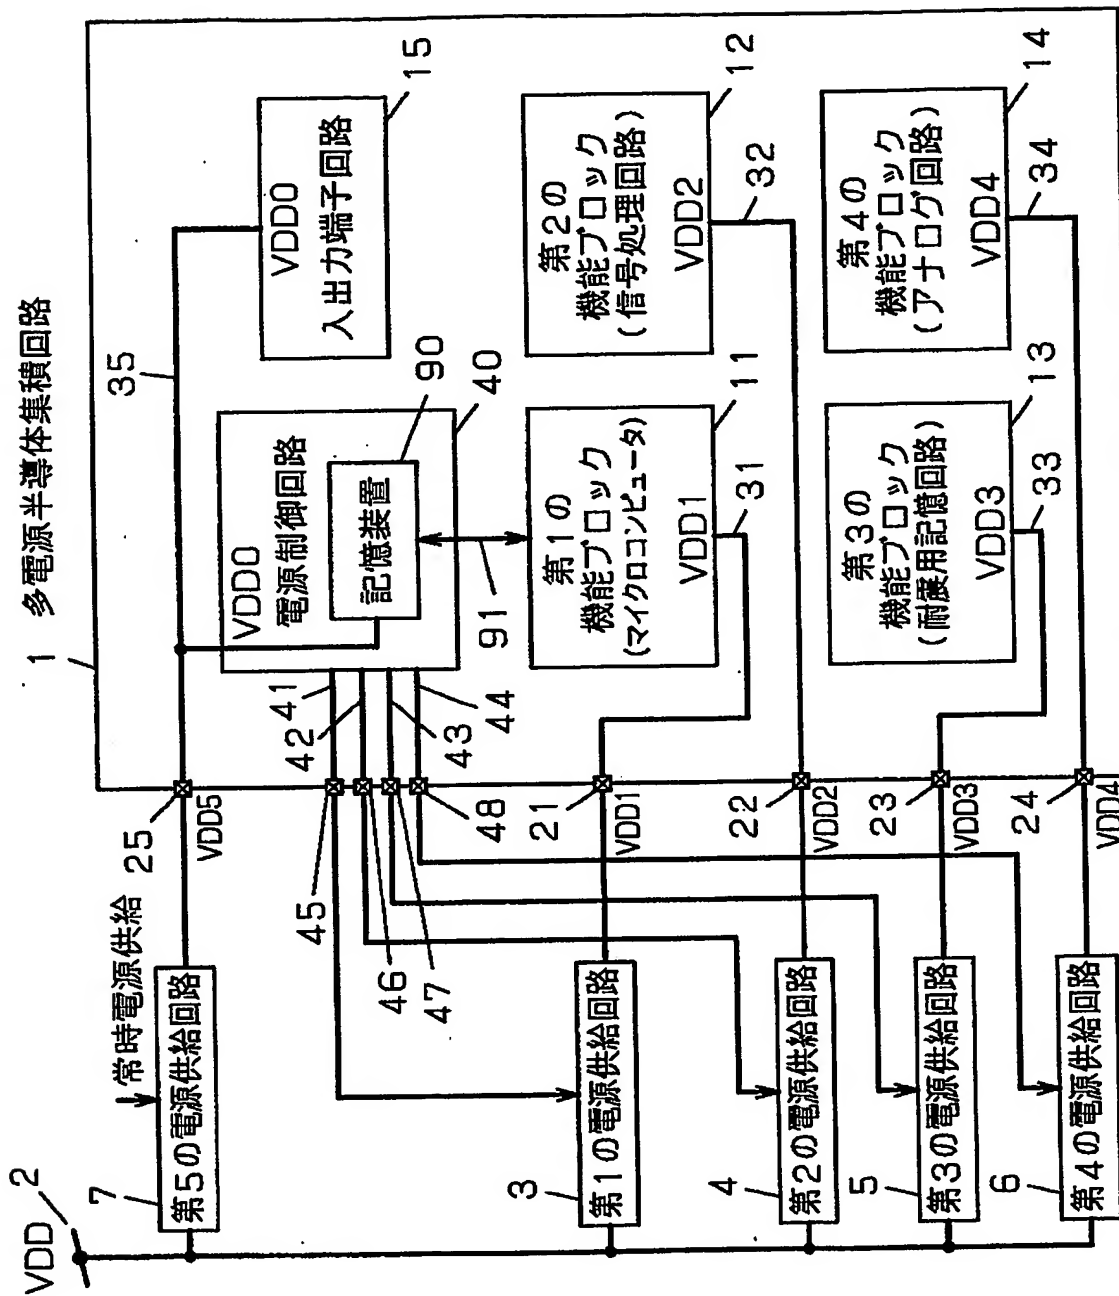 1 多電源半導体集積回路
VDD
2
常時電源供給
7
第5の電源供給回路
25
VDD5
35
VDD0
入出力端子回路
15
VDD0
電源制御回路
記憶装置
90
40
91
41
42
43
44
45
46
47
48
3
第1の電源供給回路
21
VDD1
第1の
機能ブロック
(マイクロコンピュータ)
VDD1
11
31
第2の
機能ブロック
(信号処理回路)
VDD2
12
32
4
第2の電源供給回路
22
VDD2
5
第3の電源供給回路
23
VDD3
第3の
機能ブロック
(耐震用記憶回路)
VDD3
13
33
第4の
機能ブロック
(アナログ回路)
VDD4
14
34
6
第4の電源供給回路
24
VDD4